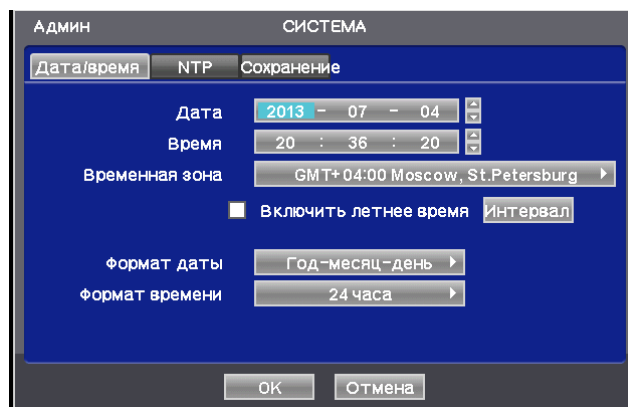 Админ СИСТЕМА
Дата/время NTP Сохранение
Дата 2013 - 07 - 04
Время 20 : 36 : 20
Временная зона GMT+04:00 Moscow, St.Petersburg
Включить летнее время Интервал
Формат даты Год-месяц-день
Формат времени 24 часа
OK Отмена